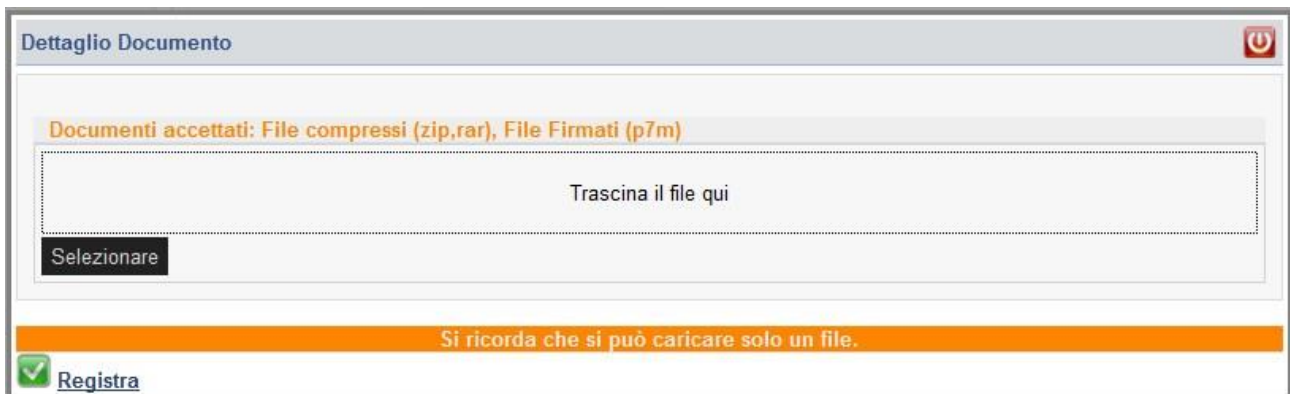 Dettaglio Documento
Documenti accettati: File compressi (zip,rar), File Firmati (p7m)
Trascina il file qui
Selezionare
Si ricorda che si può caricare solo un file.
Registra